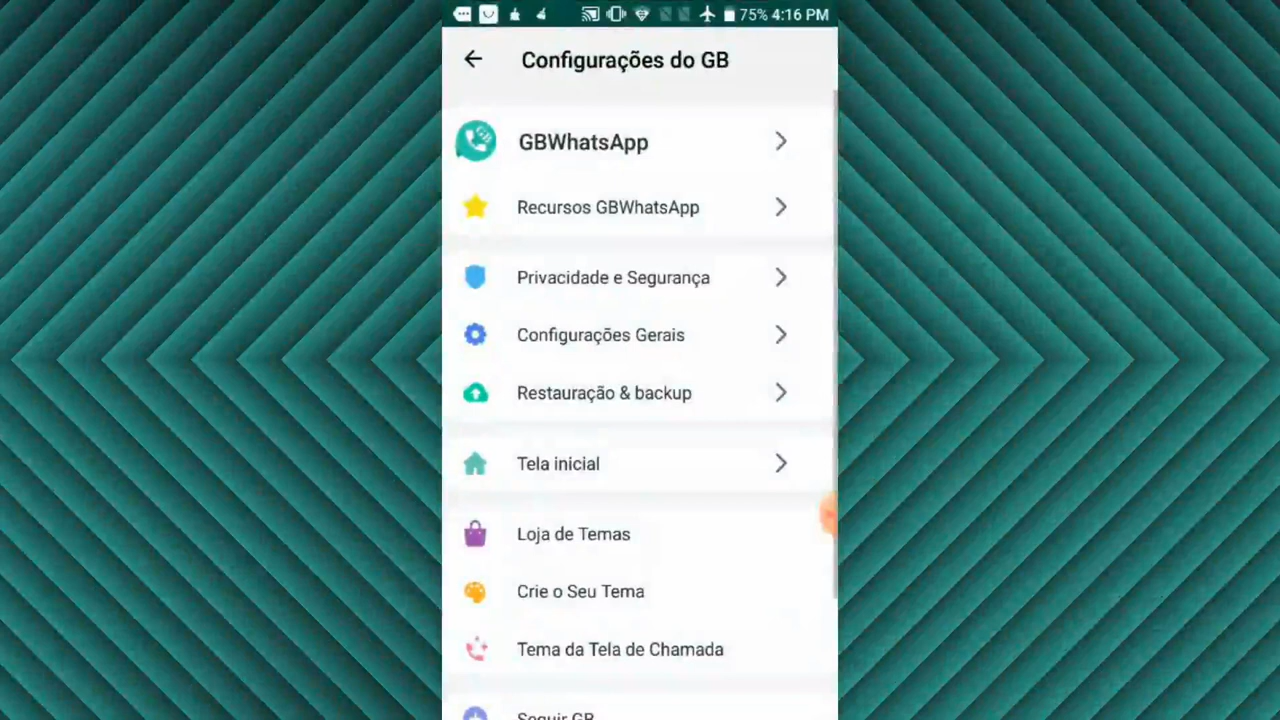 75% 4:16 PM
Configurações do GB
GBWhatsApp
Recursos GBWhatsApp
Privacidade e Segurança
Configurações Gerais
Restauração & backup
Tela inicial
Loja de Temas
Crie o Seu Tema
Tema da Tela de Chamada
Seguir GB